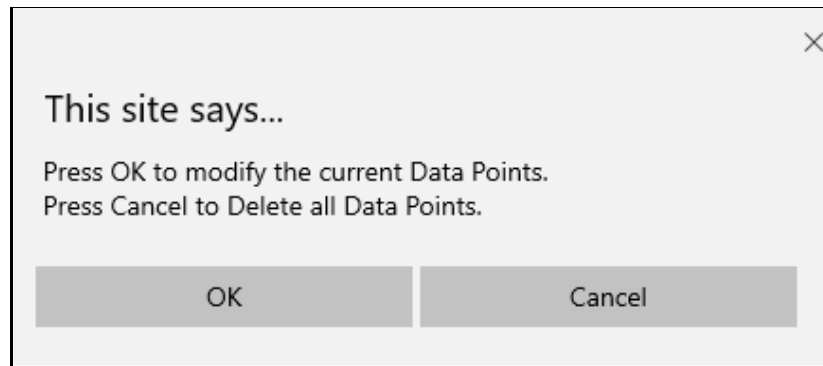 This site says...
Press OK to modify the current Data Points.
Press Cancel to Delete all Data Points.
OK
Cancel